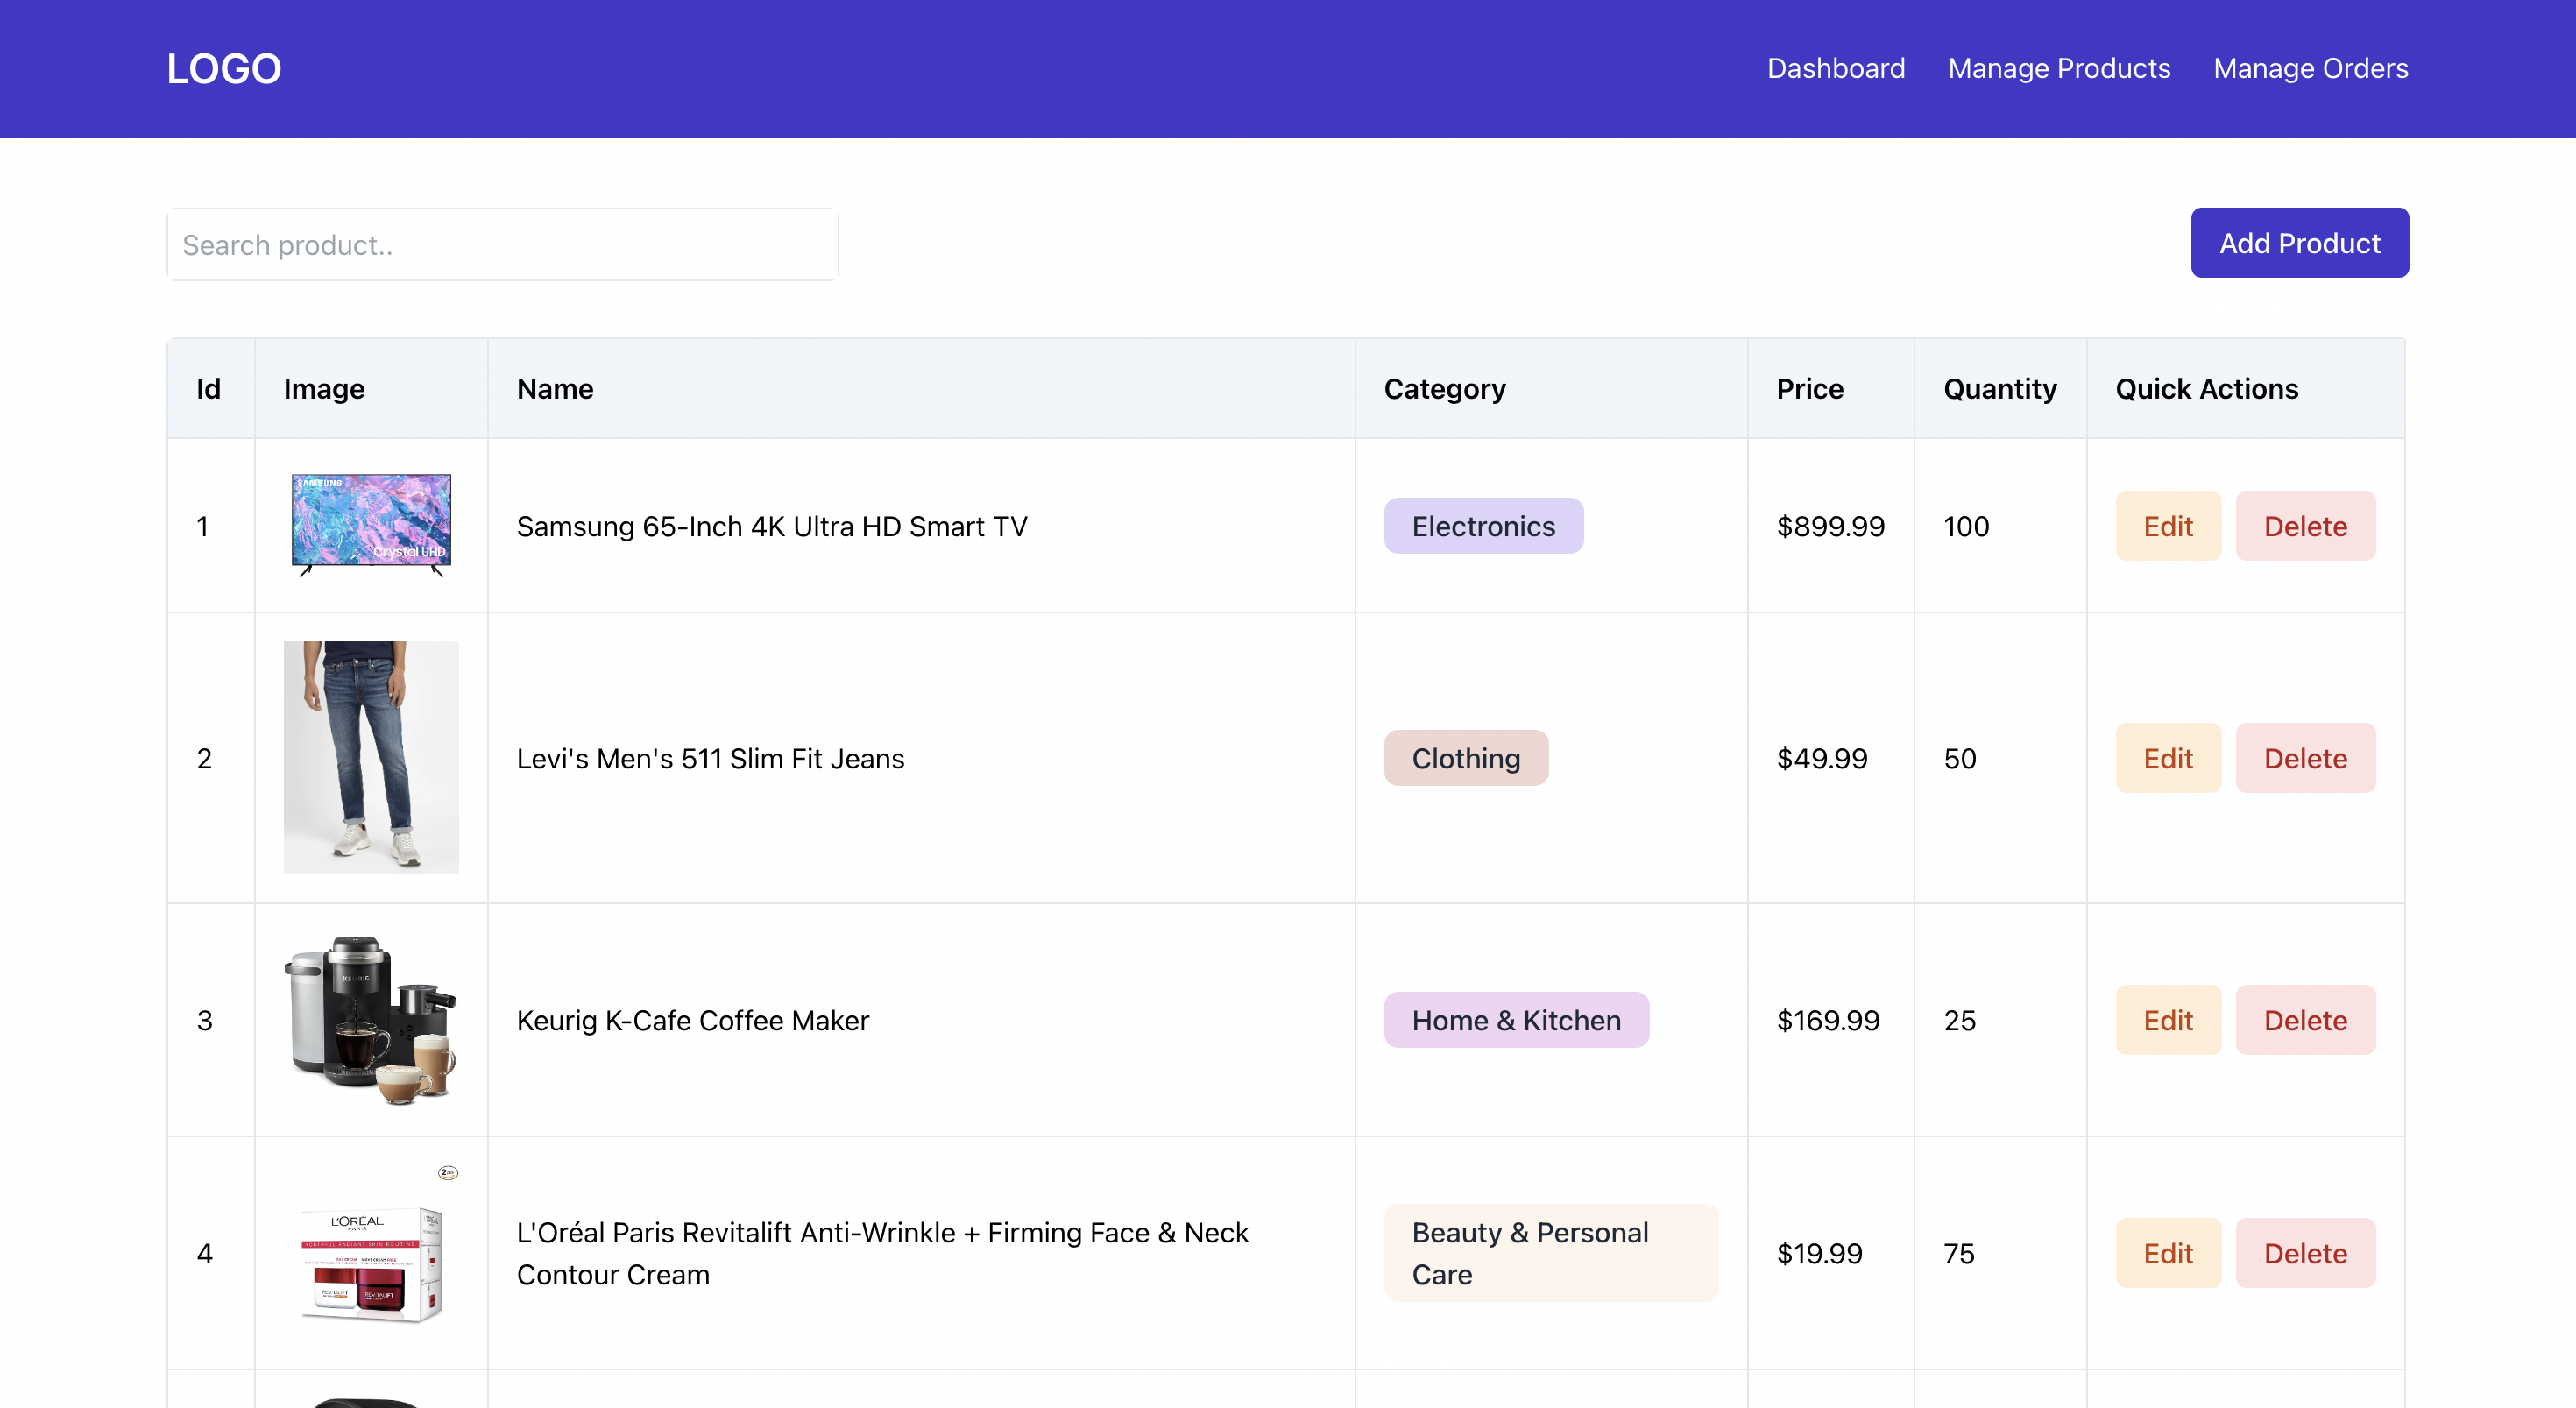 LOGO
Dashboard Manage Products Manage Orders
Search product..
Add Product
Id Image Name Category Price Quantity Quick Actions
1
SAMSUNG
Crystal UHD
Samsung 65-Inch 4K Ultra HD Smart TV
Electronics
$899.99
100
Edit Delete
2
Levi's Men's 511 Slim Fit Jeans
Clothing
$49.99
50
Edit Delete
3
KEURIG
Keurig K-Cafe Coffee Maker
Home & Kitchen
$169.99
25
Edit Delete
4
L'ORÉAL
PARIS
REVITALIFT
REVITALIFT
L'Oréal Paris Revitalift Anti-Wrinkle + Firming Face & Neck
Contour Cream
Beauty & Personal
Care
$19.99
75
Edit Delete